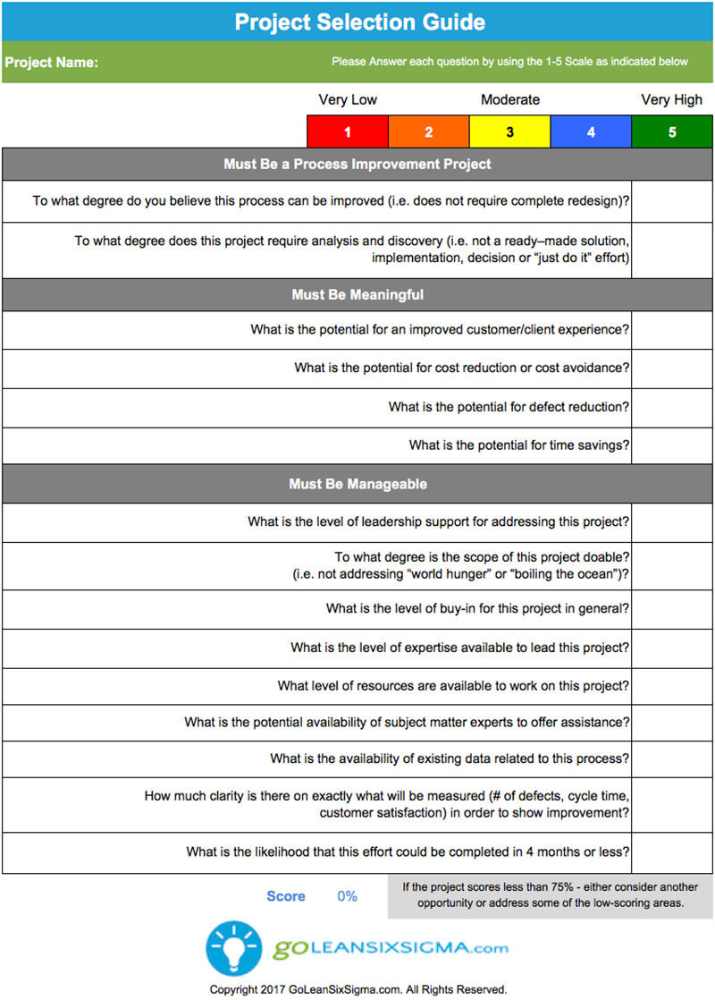 Project Selection Guide
Project Name:
Please Answer each question by using the 1-5 Scale as indicated below
Very Low Moderate Very High
1 2 3 4 5
Must Be a Process Improvement Project
To what degree do you believe this process can be improved (i.e. does not require complete redesign)?
To what degree does this project require analysis and discovery (i.e. not a ready–made solution,
implementation, decision or “just do it” effort)
Must Be Meaningful
What is the potential for an improved customer/client experience?
What is the potential for cost reduction or cost avoidance?
What is the potential for defect reduction?
What is the potential for time savings?
Must Be Manageable
What is the level of leadership support for addressing this project?
To what degree is the scope of this project doable?
(i.e. not addressing “world hunger” or “boiling the ocean”)?
What is the level of buy-in for this project in general?
What is the level of expertise available to lead this project?
What level of resources are available to work on this project?
What is the potential availability of subject matter experts to offer assistance?
What is the availability of existing data related to this process?
How much clarity is there on exactly what will be measured (# of defects, cycle time,
customer satisfaction) in order to show improvement?
What is the likelihood that this effort could be completed in 4 months or less?
Score 0%
If the project scores less than 75% - either consider another
opportunity or address some of the low-scoring areas.
goLEANSIXSIGMA.com
Copyright 2017 GoLeanSixSigma.com. All Rights Reserved.